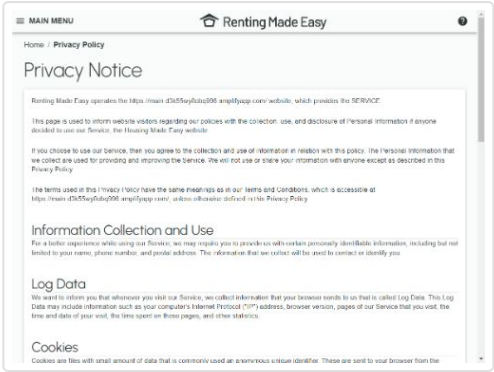 MAIN MENU
Renting Made Easy
Home / Privacy Policy
Privacy Notice
Renting Made Easy operates the website, which provides the SERVICE.
This page is used to inform website visitors regarding our policies with the collection, use, and disclosure of Personal Information if anyone
decided to use our Service, the Housing Made Easy website.
If you choose to use our Service, then you agree to the collection and use of information in relation with this policy. The Personal Information that
we collect are used for providing and improving the Service. We will not use or share your information with anyone except as described in this
Privacy Policy.
The terms used in this Privacy Policy have the same meanings as in our Terms and Conditions, which is accessible at
unless otherwise defined in this Privacy Policy.
Information Collection and Use
For a better experience while using our Service, we may require you to provide us with certain personally identifiable information, including but not
limited to your name, phone number, and postal address. The information that we collect will be used to contact or identify you.
Log Data
We want to inform you that whenever you visit our Service, we collect information that your browser sends to us that is called Log Data. This Log
Data may include information such as your computer's Internet Protocol ("IP") address, browser version, pages of our Service that you visit, the
time and date of your visit, the time spent on those pages, and other statistics.
Cookies
Cookies are files with small amount of data that is commonly used an anonymous unique identifier. These are sent to your browser from the